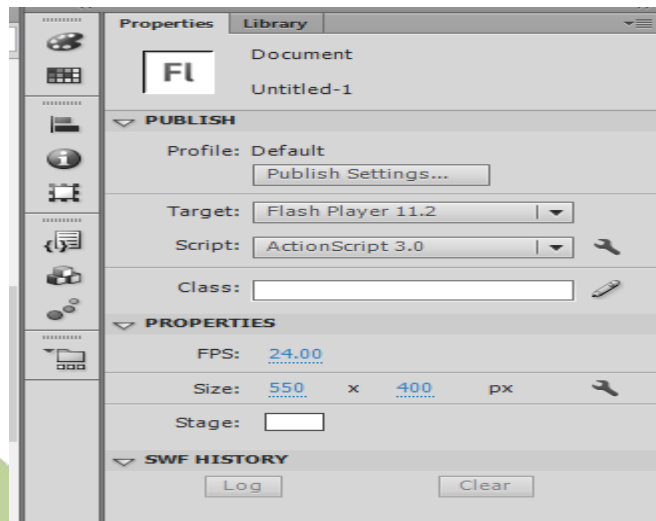 Properties Library
Fl Document
Untitled-1
PUBLISH
Profile: Default
Publish Settings...
Target: Flash Player 11.2
Script: ActionScript 3.0
Class:
PROPERTIES
FPS: 24.00
Size: 550 x 400 px
Stage:
SWF HISTORY
Log Clear